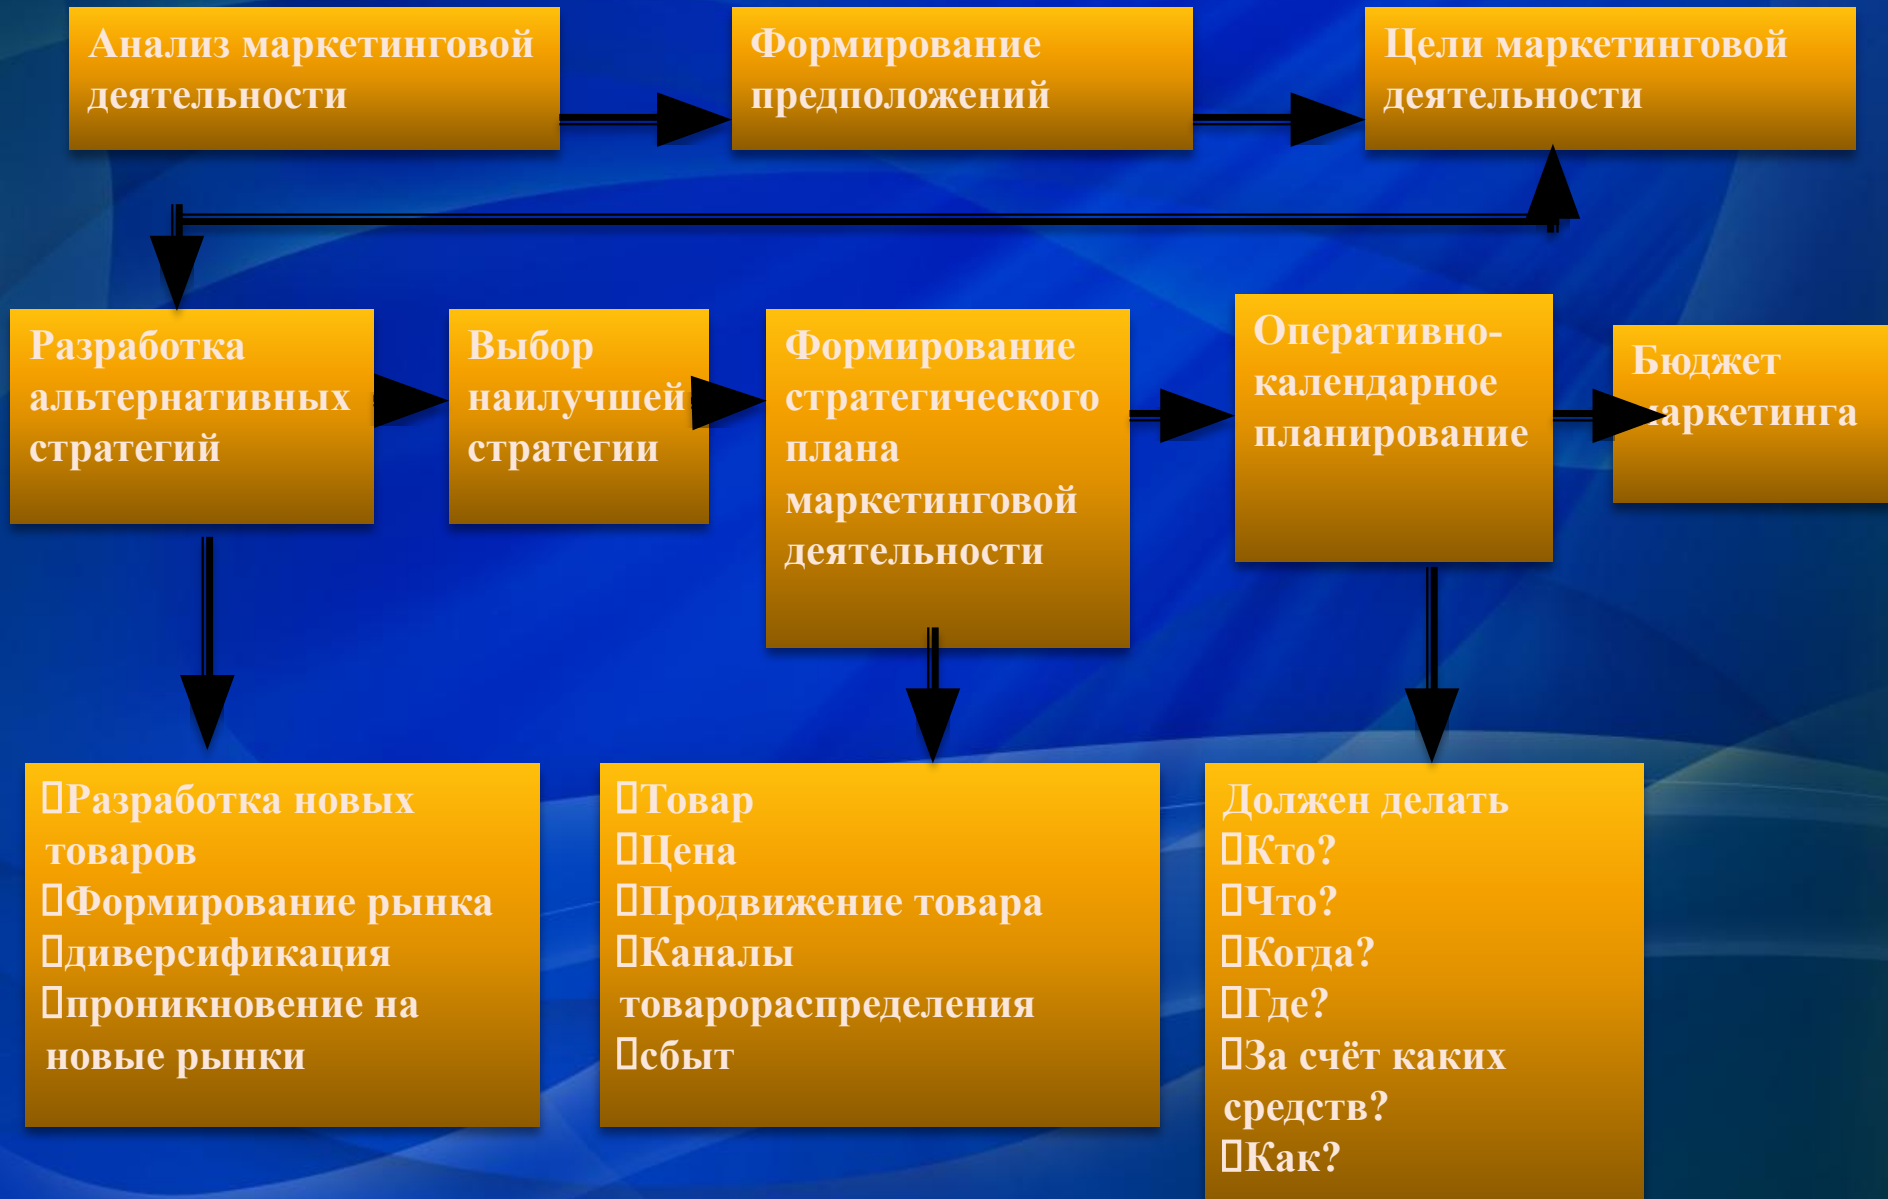 Анализ маркетинговой
деятельности
Формирование
предположений
Цели маркетинговой
деятельности
Разработка
альтернативных
стратегий
Выбор
наилучшей
стратегии
Формирование
стратегического
плана
маркетинговой
деятельности
Оперативно-
календарное
планирование
Бюджет
маркетинга
Разработка новых
товаров
Формирование рынка
диверсификация
проникновение на
новые рынки
Товар
Цена
Продвижение товара
Каналы
товарораспределения
сбыт
Должен делать
Кто?
Что?
Когда?
Где?
За счёт каких
средств?
Как?